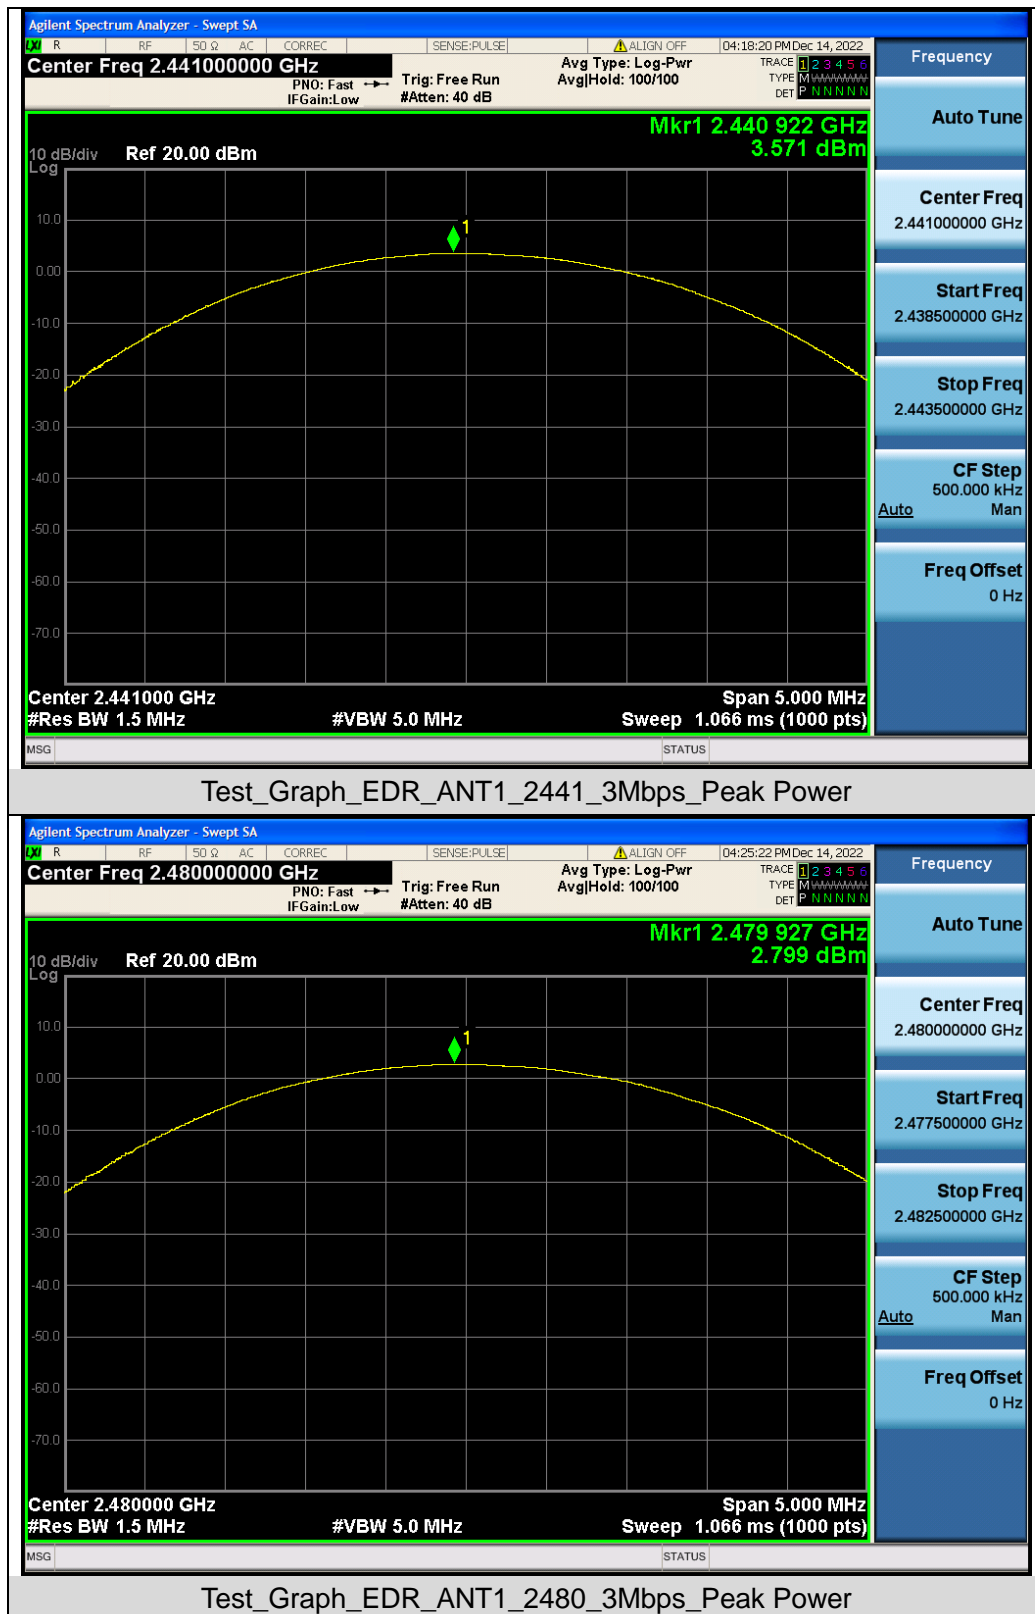 Agilent Spectrum Analyzer - Swept SA
LXI R RF 50 Ω AC CORREC SENSE:PULSE ALIGN OFF 04:18:20 PM Dec 14, 2022
Center Freq 2.441000000 GHz
PNO: Fast
IFGain:Low
Trig: Free Run
#Atten: 40 dB
Avg Type: Log-Pwr
Avg|Hold: 100/100
TRACE 1 2 3 4 5 6
TYPE M
DET P N N N N N
Mkr1 2.440 922 GHz
3.571 dBm
10 dB/div
Log
Ref 20.00 dBm
1
10.0
0.00
-10.0
-20.0
-30.0
-40.0
-50.0
-60.0
-70.0
Center 2.441000 GHz
Span 5.000 MHz
#Res BW 1.5 MHz
#VBW 5.0 MHz
Sweep 1.066 ms (1000 pts)
MSG
STATUS
Frequency
Auto Tune
Center Freq
2.441000000 GHz
Start Freq
2.438500000 GHz
Stop Freq
2.443500000 GHz
CF Step
500.000 kHz
Auto Man
Freq Offset
0 Hz
Test_Graph_EDR_ANT1_2441_3Mbps_Peak Power
Agilent Spectrum Analyzer - Swept SA
LXI R RF 50 Ω AC CORREC SENSE:PULSE ALIGN OFF 04:25:22 PM Dec 14, 2022
Center Freq 2.480000000 GHz
PNO: Fast
IFGain:Low
Trig: Free Run
#Atten: 40 dB
Avg Type: Log-Pwr
Avg|Hold: 100/100
TRACE 1 2 3 4 5 6
TYPE M
DET P N N N N N
Mkr1 2.479 927 GHz
2.799 dBm
10 dB/div
Log
Ref 20.00 dBm
1
10.0
0.00
-10.0
-20.0
-30.0
-40.0
-50.0
-60.0
-70.0
Center 2.480000 GHz
Span 5.000 MHz
#Res BW 1.5 MHz
#VBW 5.0 MHz
Sweep 1.066 ms (1000 pts)
MSG
STATUS
Frequency
Auto Tune
Center Freq
2.480000000 GHz
Start Freq
2.477500000 GHz
Stop Freq
2.482500000 GHz
CF Step
500.000 kHz
Auto Man
Freq Offset
0 Hz
Test_Graph_EDR_ANT1_2480_3Mbps_Peak Power